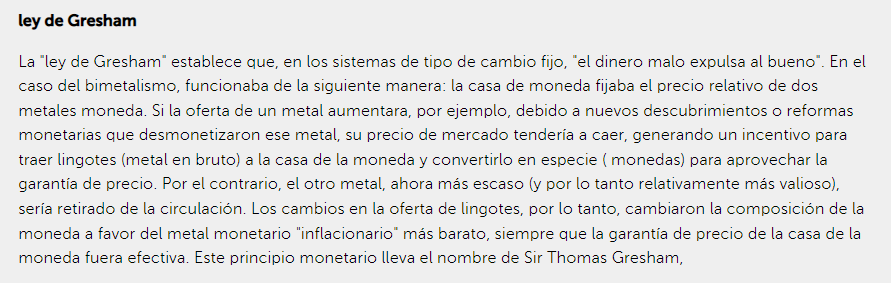 ley de Gresham
La "ley de Gresham" establece que, en los sistemas de tipo de cambio fijo, "el dinero malo expulsa al bueno". En el
caso del bimetalismo, funcionaba de la siguiente manera: la casa de moneda fijaba el precio relativo de dos
metales moneda. Si la oferta de un metal aumentara, por ejemplo, debido a nuevos descubrimientos o reformas
monetarias que desmonetizaron ese metal, su precio de mercado tendería a caer, generando un incentivo para
traer lingotes (metal en bruto) a la casa de la moneda y convertirlo en especie ( monedas) para aprovechar la
garantía de precio. Por el contrario, el otro metal, ahora más escaso (y por lo tanto relativamente más valioso),
sería retirado de la circulación. Los cambios en la oferta de lingotes, por lo tanto, cambiaron la composición de la
moneda a favor del metal monetario "inflacionario" más barato, siempre que la garantía de precio de la casa de la
moneda fuera efectiva. Este principio monetario lleva el nombre de Sir Thomas Gresham,